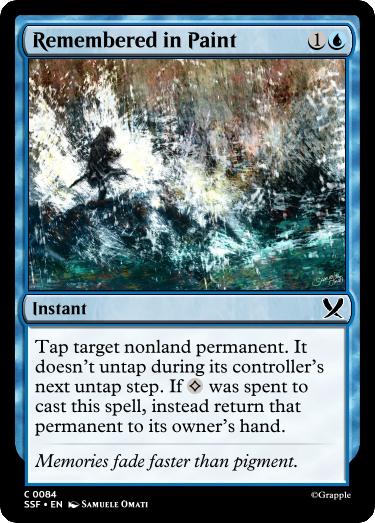 Remembered in Paint 1
Instant
Tap target nonland permanent. It
doesn't untap during its controller's
next untap step. If was spent to
cast this spell, instead return that
permanent to its owner's hand.
Memories fade faster than pigment.
C 0084
SSF • EN SAMUELE OMATI
©Grapple